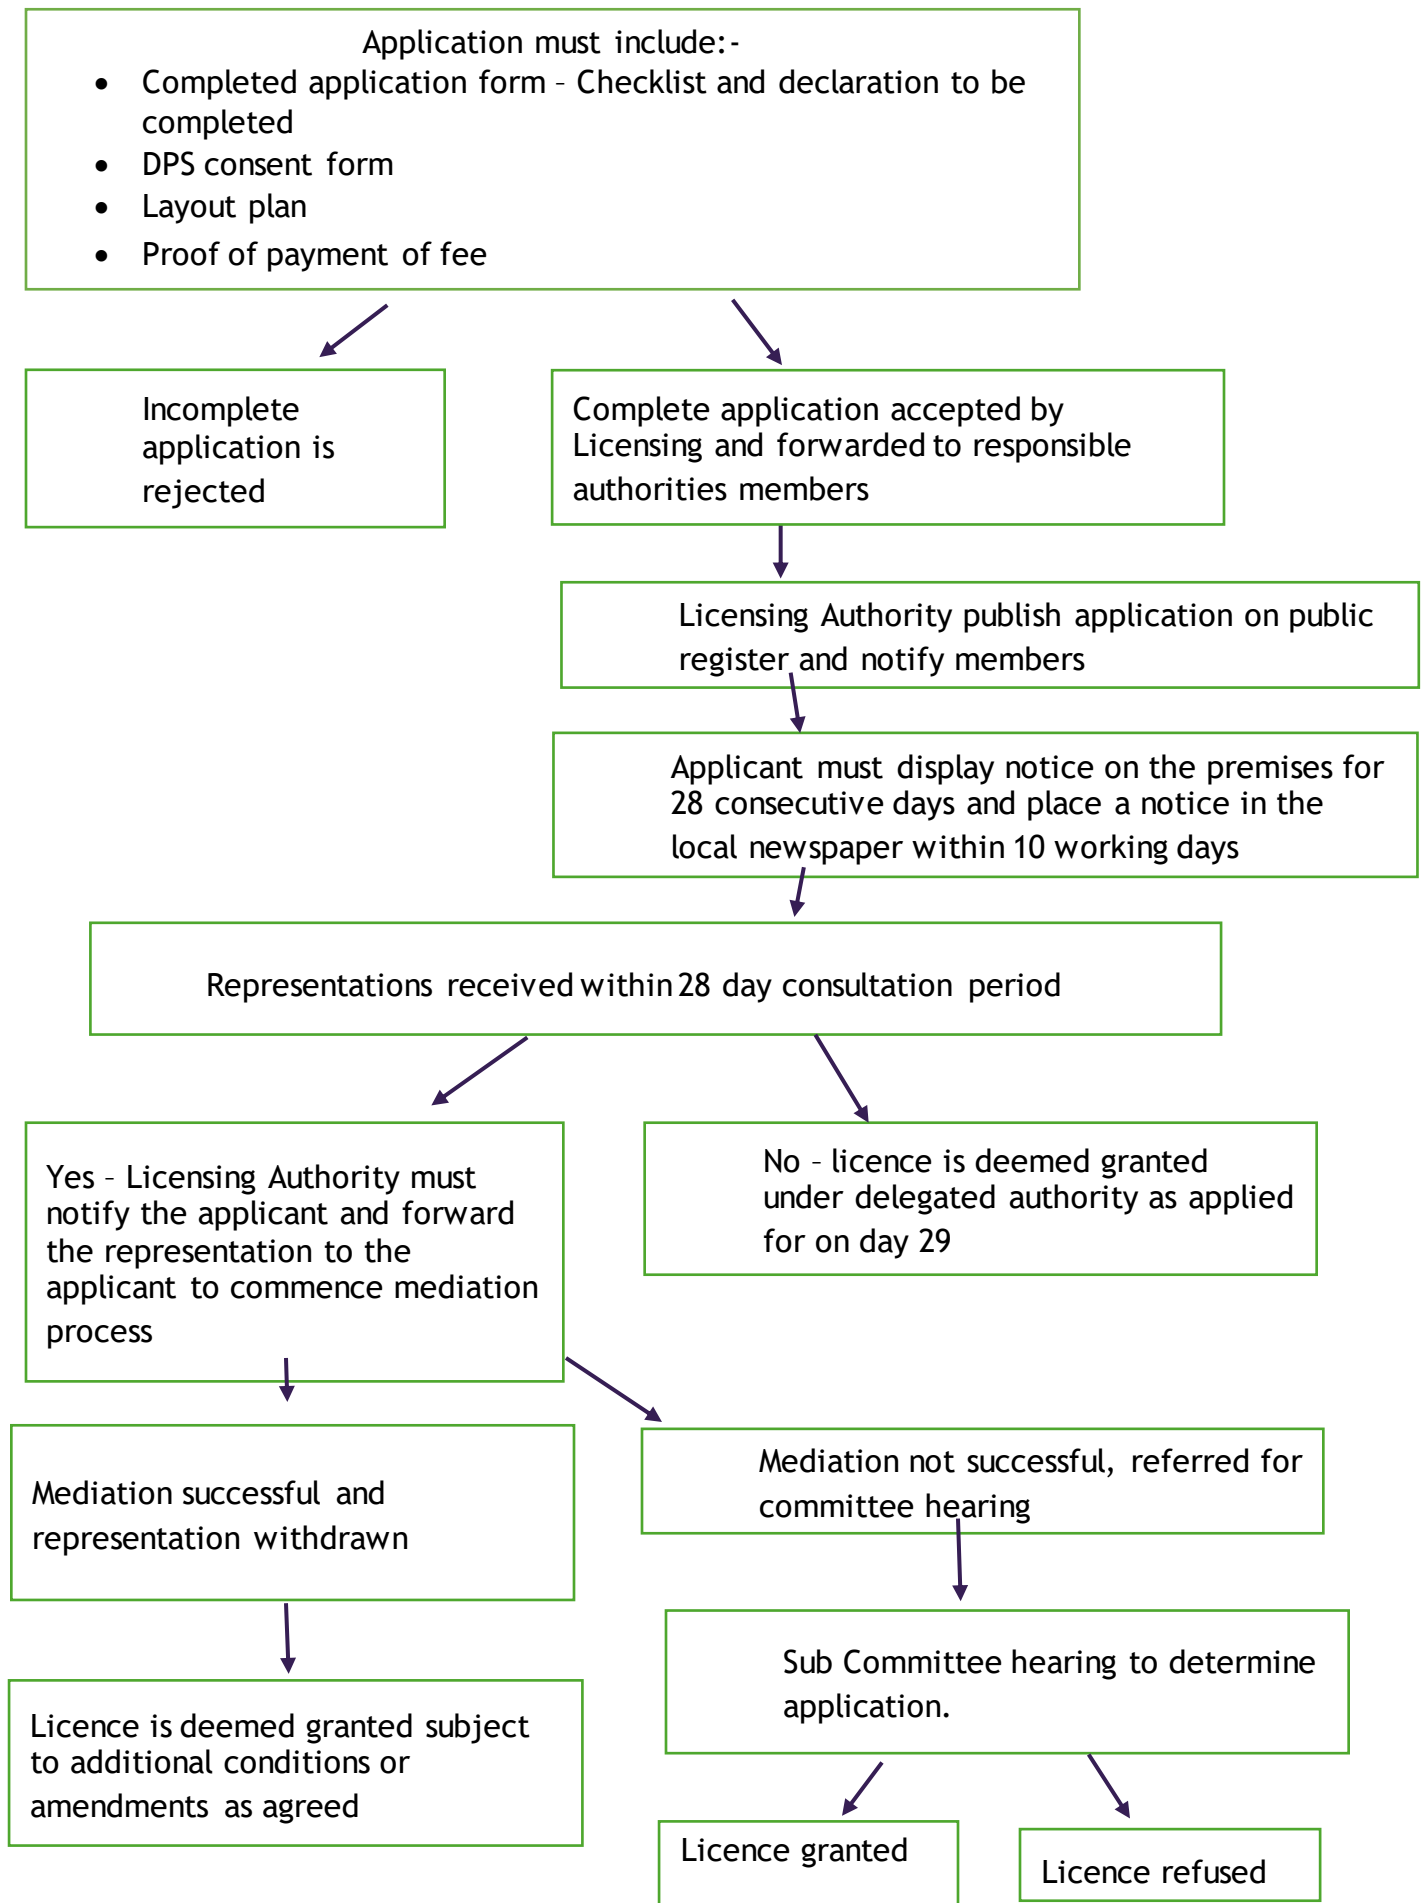 Application must include:-
• Completed application form – Checklist and declaration to be
completed
• DPS consent form
• Layout plan
• Proof of payment of fee
Incomplete
application is
rejected
Complete application accepted by
Licensing and forwarded to responsible
authorities members
Licensing Authority publish application on public
register and notify members
Applicant must display notice on the premises for
28 consecutive days and place a notice in the
local newspaper within 10 working days
Representations received within 28 day consultation period
Yes – Licensing Authority must
notify the applicant and forward
the representation to the
applicant to commence mediation
process
No – licence is deemed granted
under delegated authority as applied
for on day 29
Mediation successful and
representation withdrawn
Mediation not successful, referred for
committee hearing
Licence is deemed granted subject
to additional conditions or
amendments as agreed
Sub Committee hearing to determine
application.
Licence granted
Licence refused